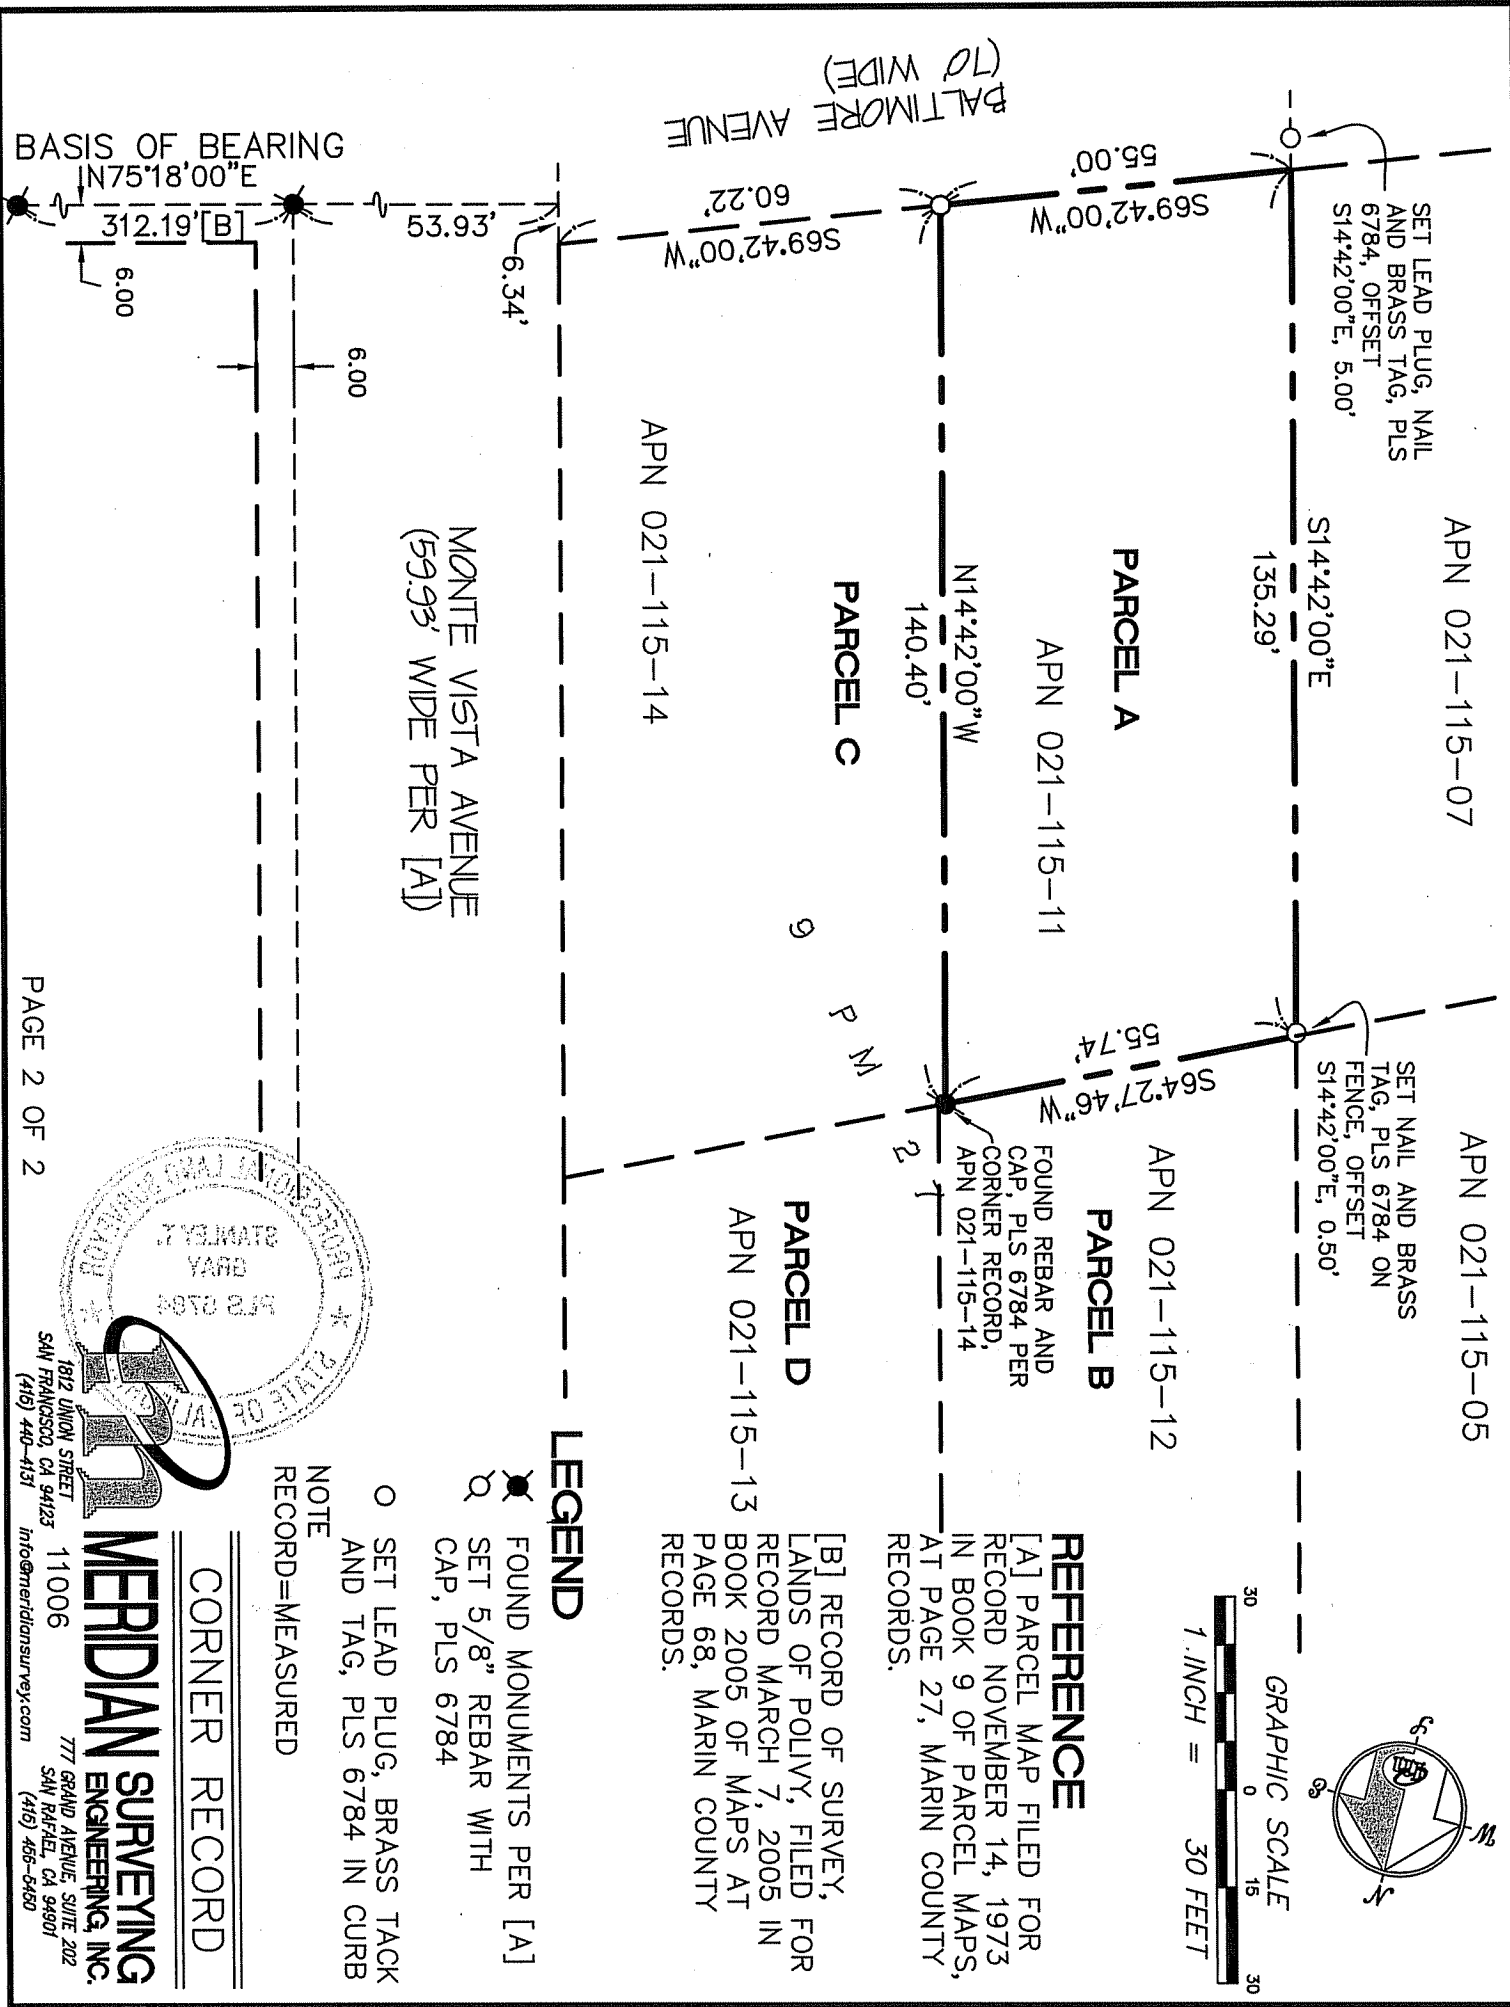 APN 021-115-07
APN 021-115-05
SET LEAD PLUG, NAIL
AND BRASS TAG, PLS
6784, OFFSET
S14°42'00"E, 5.00'
SET NAIL AND BRASS
TAG, PLS 6784 ON
FENCE, OFFSET
S14°42'00"E, 0.50'
S14°42'00"E
135.29'
GRAPHIC SCALE
30 0 15 30
1 INCH = 30 FEET
W
S
N
55.00'
S69°42'00"W
PARCEL A
APN 021-115-11
55.74'
S64°27'46"W
APN 021-115-12
PARCEL B
FOUND REBAR AND
CAP, PLS 6784 PER
CORNER RECORD,
APN 021-115-14
N14°42'00"W
140.40'
BALTIMORE AVENUE
(70' WIDE)
60.22'
S69°42'00"W
PARCEL C
APN 021-115-14
9 PM 27
PARCEL D
APN 021-115-13
REFERENCE
[A] PARCEL MAP FILED FOR
RECORD NOVEMBER 14, 1973
IN BOOK 9 OF PARCEL MAPS,
AT PAGE 27, MARIN COUNTY
RECORDS.
[B] RECORD OF SURVEY,
LANDS OF POLIVY, FILED FOR
RECORD MARCH 7, 2005 IN
BOOK 2005 OF MAPS AT
PAGE 68, MARIN COUNTY
RECORDS.
6.34'
53.93'
MONTE VISTA AVENUE
(59.93' WIDE PER [A])
6.00
6.00
BASIS OF BEARING
N75°18'00"E
312.19' [B]
LEGEND
FOUND MONUMENTS PER [A]
SET 5/8" REBAR WITH
CAP, PLS 6784
SET LEAD PLUG, BRASS TACK
AND TAG, PLS 6784 IN CURB
NOTE
RECORD=MEASURED
PROFESSIONAL LAND SURVEYOR
STANLEY T.
GRAY
PLS 6784
STATE OF CALIFORNIA
PAGE 2 OF 2
CORNER RECORD
MERIDIAN SURVEYING
ENGINEERING, INC.
1812 UNION STREET
SAN FRANCISCO, CA 94123
(415) 440-4131
11006
info@meridiansurvey.com
777 GRAND AVENUE, SUITE 202
SAN RAFAEL, CA 94901
(415) 456-5450